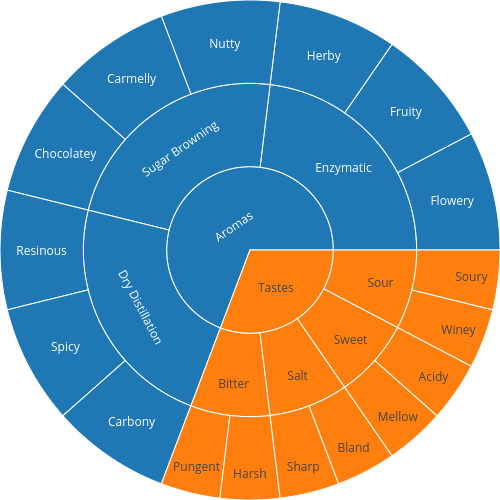 Nutty
Herby
Carmelly
Fruity
Chocolatey
Sugar Browning
Enzymatic
Flowery
Aromas
Resinous
Dry Distillation
Tastes
Sour
Soury
Spicy
Sweet
Winey
Bitter
Salt
Acidy
Carbony
Mellow
Pungent
Harsh
Sharp
Bland